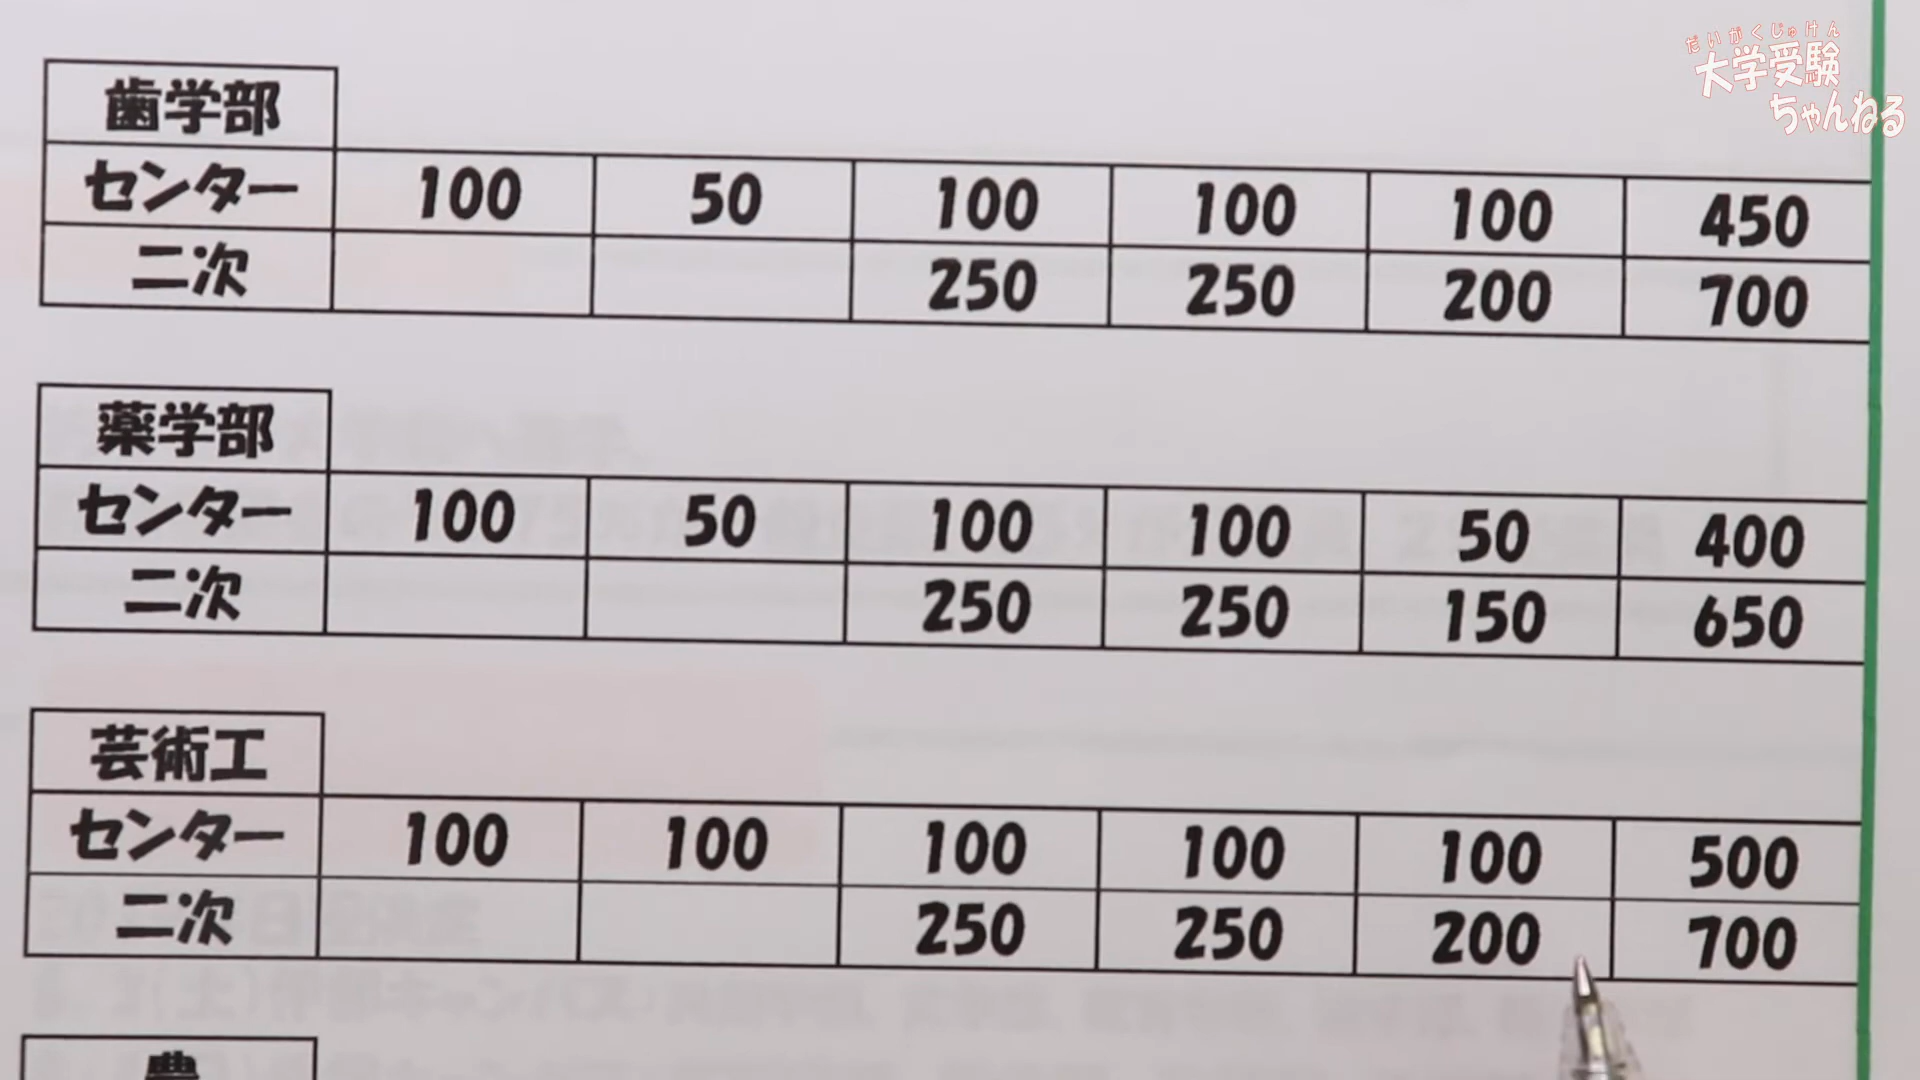 だいがくじゅけん
大学受験
ちゃんねる
歯学部
センター 100 50 100 100 100 450
二次 250 250 200 700
薬学部
センター 100 50 100 100 50 400
二次 250 250 150 650
芸術工
センター 100 100 100 100 100 500
二次 250 250 200 700
農